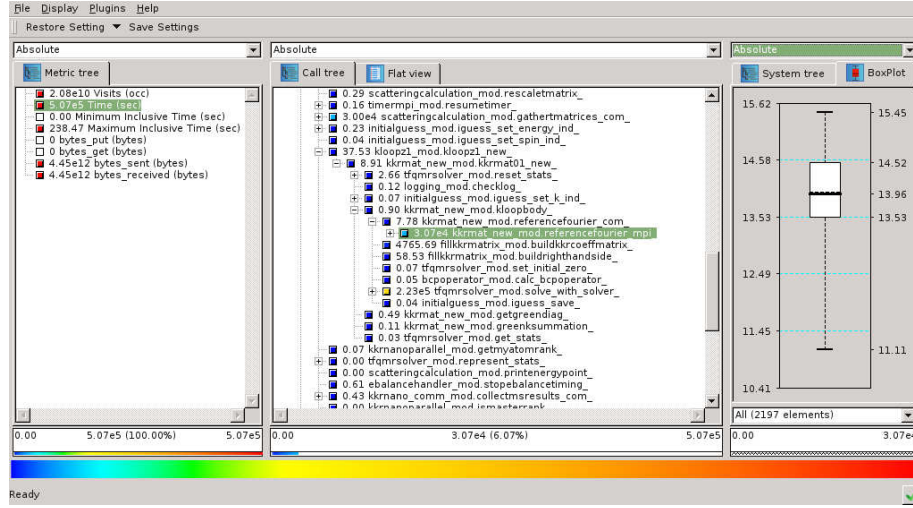 File Display Plugins Help
Restore Setting Save Settings
Absolute
Metric tree
2.08e10 Visits (occ)
5.07e5 Time (sec)
0.00 Minimum Inclusive Time (sec)
238.47 Maximum Inclusive Time (sec)
0 bytes_put (bytes)
0 bytes_get (bytes)
4.45e12 bytes_sent (bytes)
4.45e12 bytes_received (bytes)
0.00 5.07e5 (100.00%) 5.07e5
Absolute
Call tree Flat view
0.29 scatteringcalculation_mod.rescaletmatrix_
0.16 timermpi_mod.resumetimer_
3.00e4 scatteringcalculation_mod.gathertmatrices_com_
0.23 initialguess_mod.iguess_set_energy_ind_
0.04 initialguess_mod.iguess_set_spin_ind_
37.53 kloopz1_mod.kloopz1_new_
8.91 kkrmat_new_mod.kkrmat01_new_
2.66 tfqmrsolver_mod.reset_stats_
0.12 logging_mod.checklog_
0.07 initialguess_mod.iguess_set_k_ind_
0.90 kkrmat_new_mod.kloopbody_
7.78 kkrmat_new_mod.referencefourier_com_
3.07e4 kkrmat_new_mod.referencefourier_mpi_
4765.69 fillkkrmatrix_mod.buildkkrcoeffmatrix_
58.53 fillkkrmatrix_mod.buildrighthandside_
0.07 tfqmrsolver_mod.set_initial_zero_
0.05 bcpoperator_mod.calc_bcpoperator_
2.23e5 tfqmrsolver_mod.solve_with_solver_
0.04 initialguess_mod.iguess_save_
0.49 kkrmat_new_mod.getgreendiag_
0.11 kkrmat_new_mod.greenksummation_
0.03 tfqmrsolver_mod.get_stats_
0.07 kkrnanoparallel_mod.getmyatomrank_
0.00 tfqmrsolver_mod.represent_stats_
0.00 scatteringcalculation_mod.printenergypoint_
0.61 ebalancehandler_mod.stopebalancetiming_
0.43 kkrnano_comm_mod.collectmsresults_com_
0.00 kkrnanoparallel_mod.ismasterrank_
0.00 3.07e4 (6.07%) 5.07e5
Absolute
System tree BoxPlot
15.62
15.45
14.58
14.52
13.96
13.53
13.53
12.49
11.45
11.11
10.41
All (2197 elements)
0.00 3.07e4
Ready